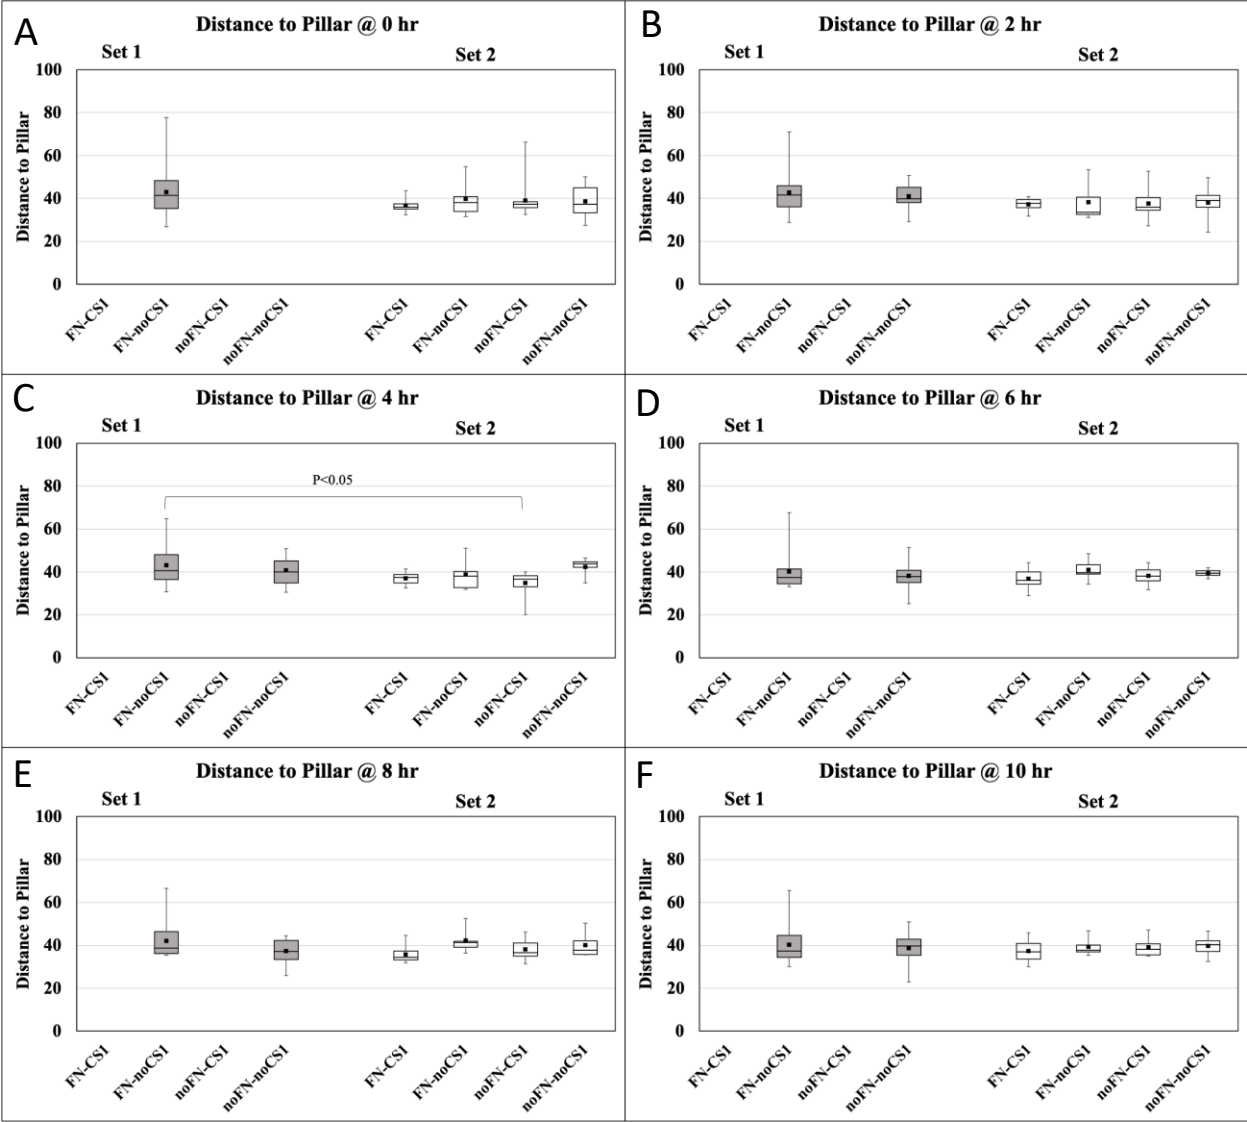 A
Distance to Pillar @ 0 hr
Set 1
Set 2
Distance to Pillar
100
80
60
40
20
0
FN-CS1
FN-noCS1
noFN-CS1
noFN-noCS1
FN-CS1
FN-noCS1
noFN-CS1
noFN-noCS1
B
Distance to Pillar @ 2 hr
Set 1
Set 2
Distance to Pillar
100
80
60
40
20
0
FN-CS1
FN-noCS1
noFN-CS1
noFN-noCS1
FN-CS1
FN-noCS1
noFN-CS1
noFN-noCS1
C
Distance to Pillar @ 4 hr
Set 1
Set 2
Distance to Pillar
100
80
60
40
20
0
P<0.05
FN-CS1
FN-noCS1
noFN-CS1
noFN-noCS1
FN-CS1
FN-noCS1
noFN-CS1
noFN-noCS1
D
Distance to Pillar @ 6 hr
Set 1
Set 2
Distance to Pillar
100
80
60
40
20
0
FN-CS1
FN-noCS1
noFN-CS1
noFN-noCS1
FN-CS1
FN-noCS1
noFN-CS1
noFN-noCS1
E
Distance to Pillar @ 8 hr
Set 1
Set 2
Distance to Pillar
100
80
60
40
20
0
FN-CS1
FN-noCS1
noFN-CS1
noFN-noCS1
FN-CS1
FN-noCS1
noFN-CS1
noFN-noCS1
F
Distance to Pillar @ 10 hr
Set 1
Set 2
Distance to Pillar
100
80
60
40
20
0
FN-CS1
FN-noCS1
noFN-CS1
noFN-noCS1
FN-CS1
FN-noCS1
noFN-CS1
noFN-noCS1